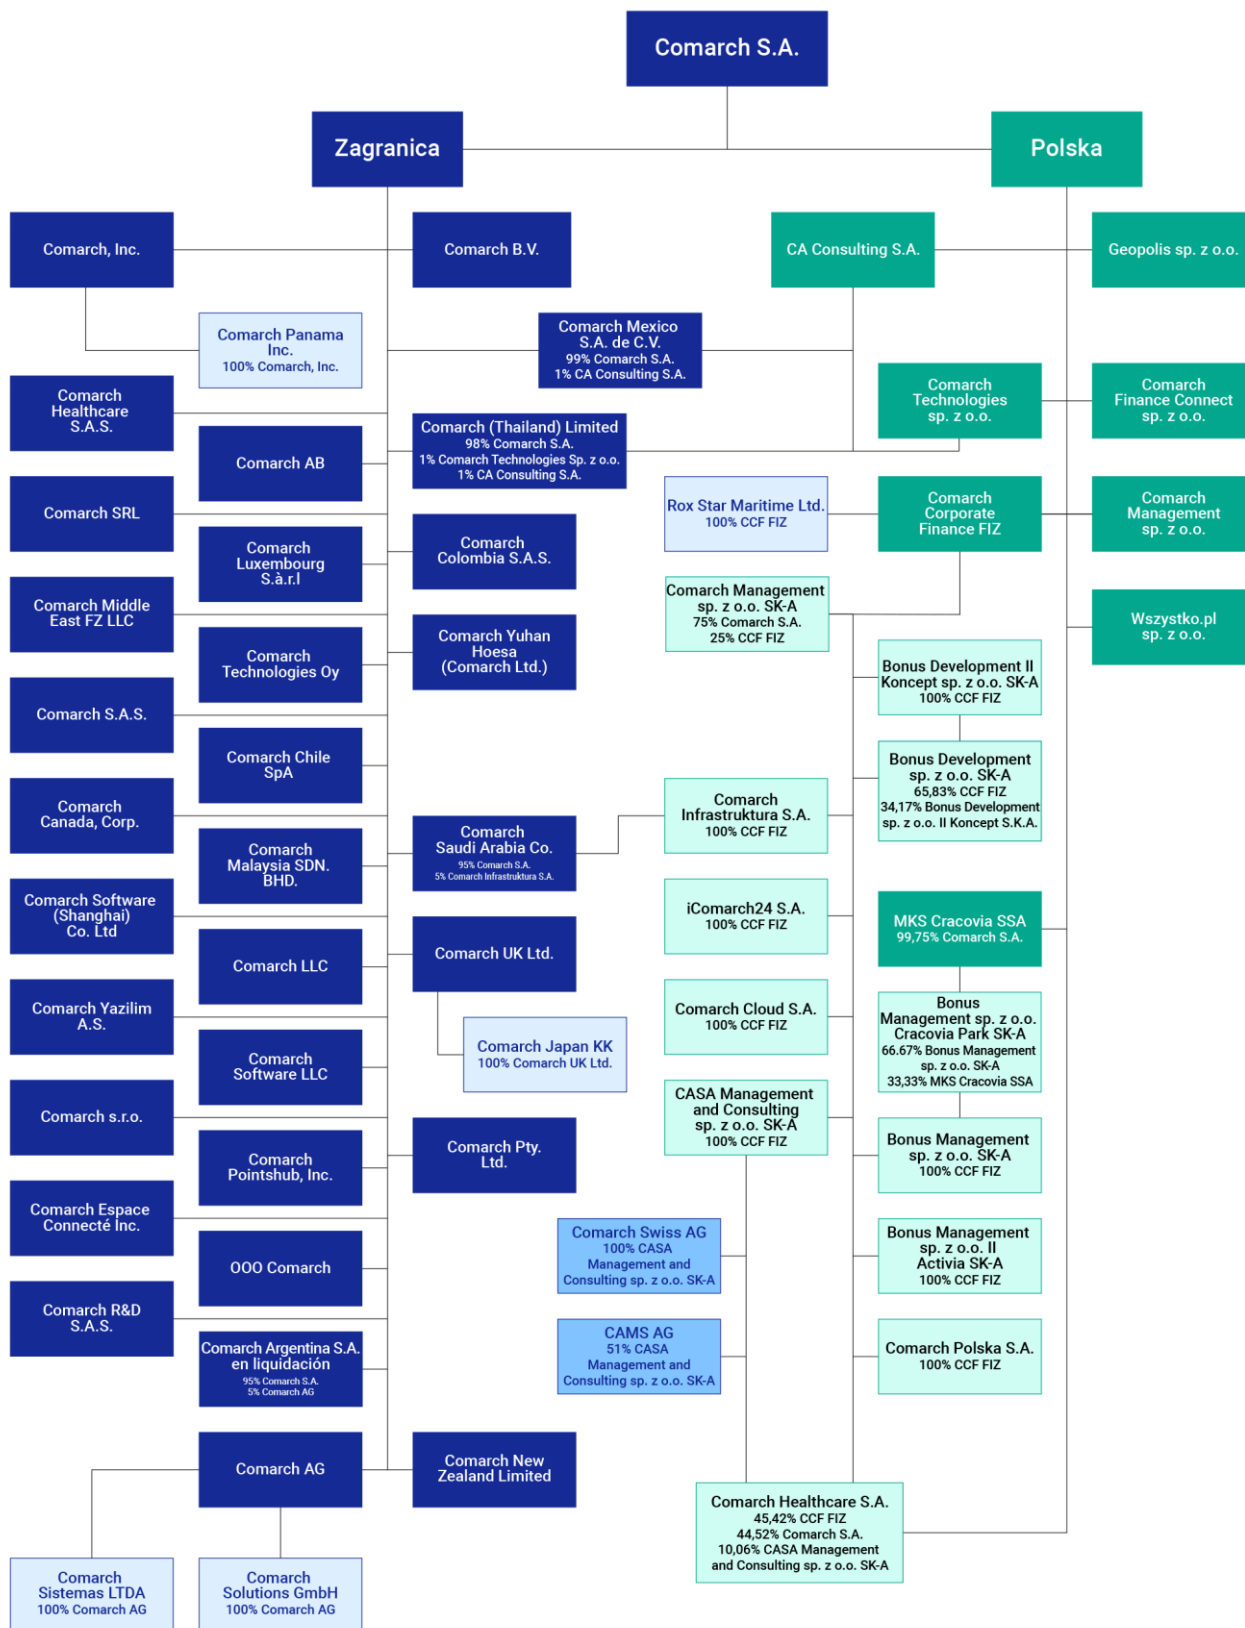 Comarch S.A.
Zagranica
Polska
Comarch, Inc.
Comarch B.V.
CA Consulting S.A.
Geopolis sp. z o.o.
Comarch Panama
Inc.
100% Comarch, Inc.
Comarch Mexico
S.A. de C.V.
99% Comarch S.A.
1% CA Consulting S.A.
Comarch
Healthcare
S.A.S.
Comarch
Technologies
sp. z o.o.
Comarch
Finance Connect
sp. z o.o.
Comarch AB
Comarch (Thailand) Limited
98% Comarch S.A.
1% Comarch Technologies Sp. z o.o.
1% CA Consulting S.A.
Comarch SRL
Rox Star Maritime Ltd.
100% CCF FIZ
Comarch
Corporate
Finance FIZ
Comarch
Management
sp. z o.o.
Comarch
Luxembourg
S.à.r.l
Comarch
Colombia S.A.S.
Comarch Middle
East FZ LLC
Comarch Management
sp. z o.o. SK-A
75% Comarch S.A.
25% CCF FIZ
Wszystko.pl
sp. z o.o.
Comarch
Technologies Oy
Comarch Yuhan
Hoesa
(Comarch Ltd.)
Bonus Development II
Koncept sp. z o.o. SK-A
100% CCF FIZ
Comarch S.A.S.
Comarch Chile
SpA
Bonus Development
sp. z o.o. SK-A
65,83% CCF FIZ
34,17% Bonus Development
sp. z o.o. II Koncept S.K.A.
Comarch
Canada, Corp.
Comarch
Infrastruktura S.A.
100% CCF FIZ
Comarch
Malaysia SDN.
BHD.
Comarch
Saudi Arabia Co.
95% Comarch S.A.
5% Comarch Infrastruktura S.A.
Comarch Software
(Shanghai)
Co. Ltd
iComarch24 S.A.
100% CCF FIZ
MKS Cracovia SSA
99,75% Comarch S.A.
Comarch LLC
Comarch UK Ltd.
Comarch Yazilim
A.S.
Comarch Cloud S.A.
100% CCF FIZ
Bonus
Management sp. z o.o.
Cracovia Park SK-A
66.67% Bonus Management
sp. z o.o. SK-A
33,33% MKS Cracovia SSA
Comarch
Software LLC
Comarch Japan KK
100% Comarch UK Ltd.
Comarch s.r.o.
CASA Management
and Consulting
sp. z o.o. SK-A
100% CCF FIZ
Comarch
Pointshub, Inc.
Comarch Pty.
Ltd.
Bonus Management
sp. z o.o. SK-A
100% CCF FIZ
Comarch Espace
Connecté Inc.
OOO Comarch
Comarch Swiss AG
100% CASA
Management and
Consulting sp. z o.o. SK-A
Bonus Management
sp. z o.o. II
Activia SK-A
100% CCF FIZ
Comarch R&D
S.A.S.
Comarch Argentina S.A.
en liquidación
95% Comarch S.A.
5% Comarch AG
CAMS AG
51% CASA
Management and
Consulting sp. z o.o. SK-A
Comarch Polska S.A.
100% CCF FIZ
Comarch AG
Comarch New
Zealand Limited
Comarch Healthcare S.A.
45,42% CCF FIZ
44,52% Comarch S.A.
10,06% CASA Management
and Consulting sp. z o.o. SK-A
Comarch
Sistemas LTDA
100% Comarch AG
Comarch
Solutions GmbH
100% Comarch AG